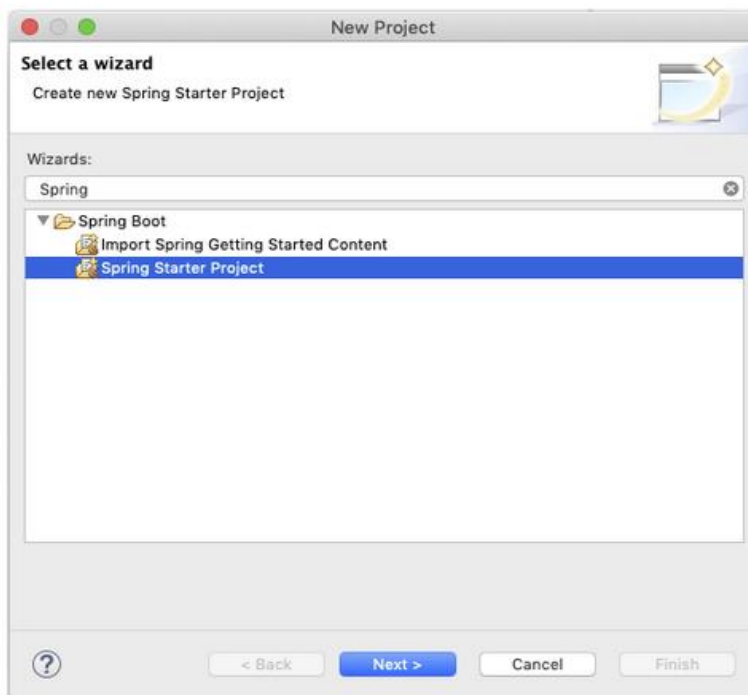 New Project
Select a wizard
Create new Spring Starter Project
Wizards:
Spring
Spring Boot
Import Spring Getting Started Content
Spring Starter Project
?
< Back
Next >
Cancel
Finish